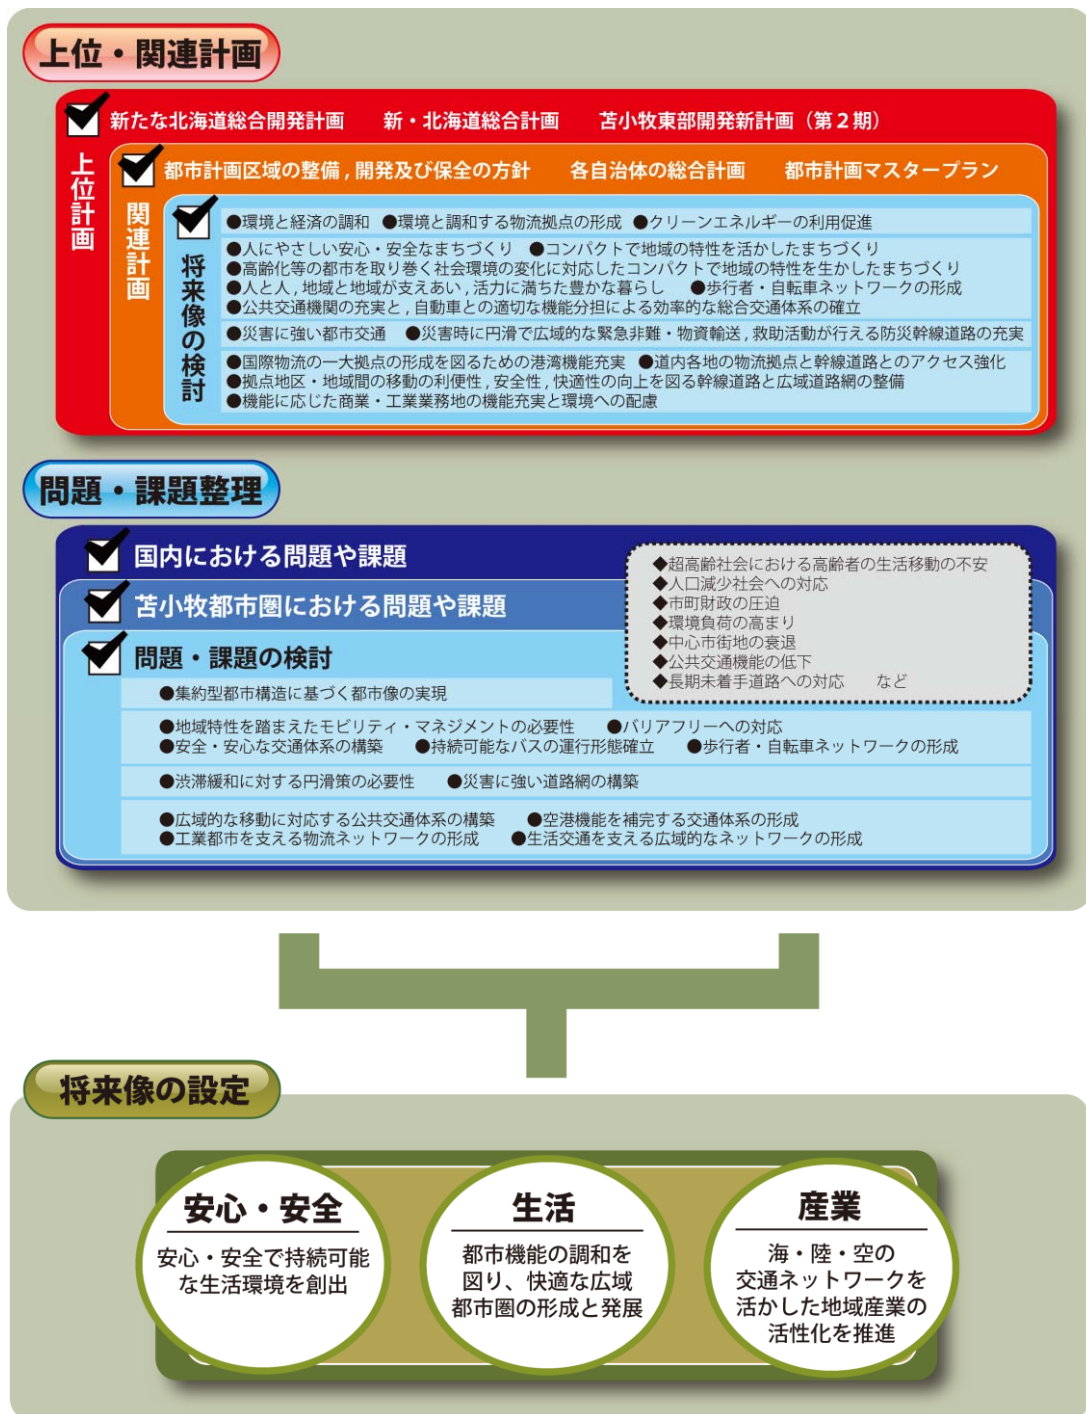 上位・関連計画
新たな北海道総合開発計画　　新・北海道総合計画　　苫小牧東部開発新計画（第２期）
上位計画
都市計画区域の整備，開発及び保全の方針　　各自治体の総合計画　　都市計画マスタープラン
関連計画
将来像の検討
●環境と経済の調和　●環境と調和する物流拠点の形成　●クリーンエネルギーの利用促進
●人にやさしい安心・安全なまちづくり　●コンパクトで地域の特性を活かしたまちづくり
●高齢化等の都市を取り巻く社会環境の変化に対応したコンパクトで地域の特性を生かしたまちづくり
●人と人，地域と地域が支えあい，活力に満ちた豊かな暮らし　　●歩行者・自転車ネットワークの形成
●公共交通機関の充実と，自動車との適切な機能分担による効率的な総合交通体系の確立
●災害に強い都市交通　●災害時に円滑で広域的な緊急非難・物資輸送，救助活動が行える防災幹線道路の充実
●国際物流の一大拠点の形成を図るための港湾機能充実　●道内各地の物流拠点と幹線道路とのアクセス強化
●拠点地区・地域間の移動の利便性，安全性，快適性の向上を図る幹線道路と広域道路網の整備
●機能に応じた商業・工業業務地の機能充実と環境への配慮
問題・課題整理
国内における問題や課題
苫小牧都市圏における問題や課題
問題・課題の検討
◆超高齢社会における高齢者の生活移動の不安
◆人口減少社会への対応
◆市町財政の圧迫
◆環境負荷の高まり
◆中心市街地の衰退
◆公共交通機能の低下
◆長期未着手道路への対応　　など
●集約型都市構造に基づく都市像の実現
●地域特性を踏まえたモビリティ・マネジメントの必要性　　●バリアフリーへの対応
●安全・安心な交通体系の構築　　●持続可能なバスの運行形態確立　　●歩行者・自転車ネットワークの形成
●渋滞緩和に対する円滑策の必要性　　●災害に強い道路網の構築
●広域的な移動に対応する公共交通体系の構築　　●空港機能を補完する交通体系の形成
●工業都市を支える物流ネットワークの形成　　●生活交通を支える広域的なネットワークの形成
将来像の設定
安心・安全
安心・安全で持続可能
な生活環境を創出
生活
都市機能の調和を
図り、快適な広域
都市圏の形成と発展
産業
海・陸・空の
交通ネットワークを
活かした地域産業の
活性化を推進